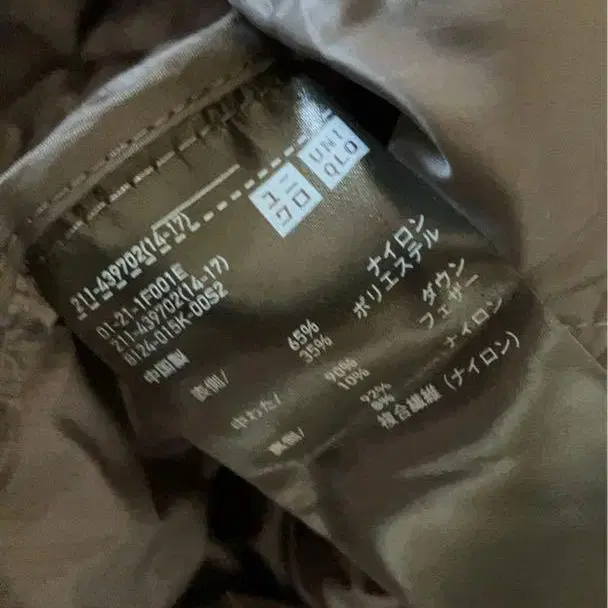 ユニ
クロ
UNI
QLO
211-439702(14-17)
01-21-1F001E
211-439702(14-17)
0124-015K-00S2
中国製
表側/ 65% ナイロン
35% ポリエステル
中わた/ 90% ダウン
10% フェザー
裏側/ 92% ナイロン
8% 複合繊維 (ナイロン)